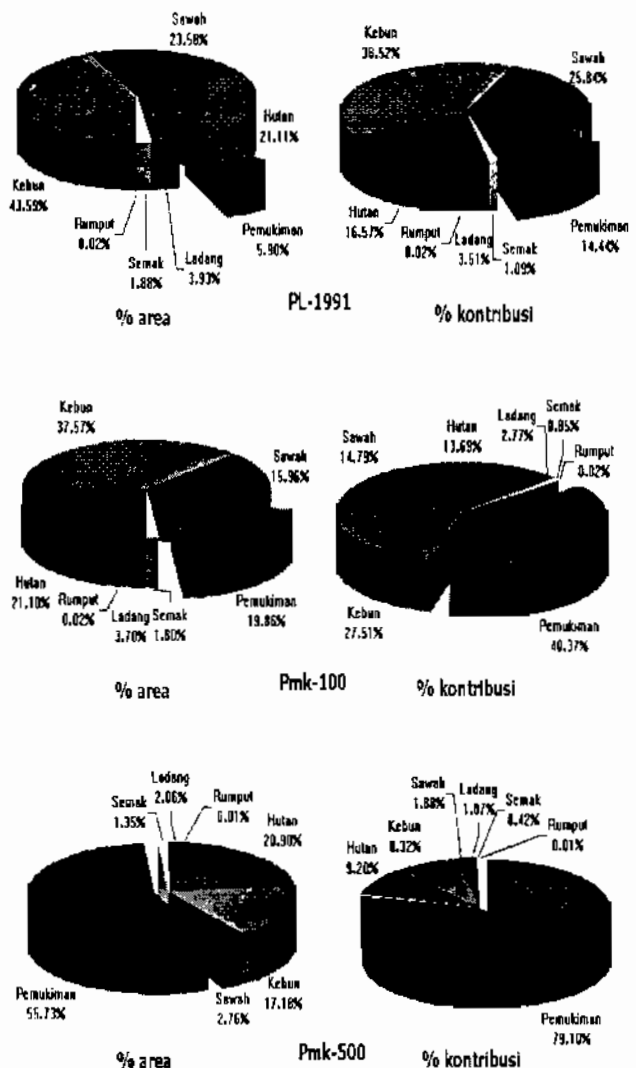 Sawah
23.58%
Hutan
21.11%
Pemukiman
5.90%
Ladang
3.93%
Semak
1.88%
Rumput
0.02%
Kebun
43.59%
% area
Kebun
38.52%
Sawah
25.84%
Pemukiman
14.44%
Semak
1.09%
Ladang
3.51%
Rumput
0.02%
Hutan
16.57%
% kontribusi
PL-1991
Kebun
37.57%
Sawah
15.96%
Pemukiman
19.86%
Ladang Semak
3.70% 1.80%
Rumput
0.02%
Hutan
21.10%
% area
Sawah
14.79%
Hutan
13.69%
Ladang
2.77%
Semak
0.85%
Rumput
0.02%
Pemukiman
40.37%
Kebun
27.51%
% kontribusi
Pmk-100
Semak
1.35%
Ladang
2.06%
Rumput
0.01%
Hutan
20.90%
Kebun
17.18%
Sawah
2.76%
Pemukiman
55.73%
% area
Hutan
9.20%
Kebun
8.32%
Sawah
1.88%
Ladang
1.07%
Semak
0.42%
Rumput
0.01%
Pemukiman
79.10%
% kontribusi
Pmk-500